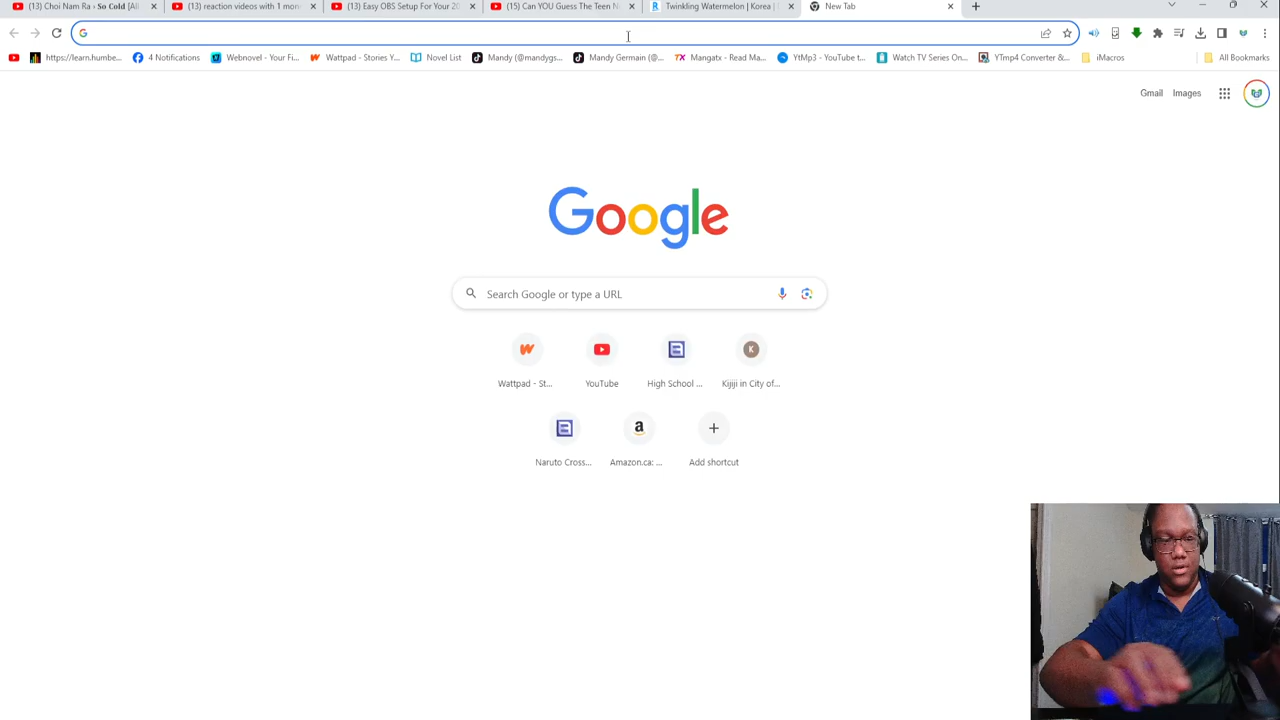 (13) Choi Nam Ra › So Cold [All
(13) reaction videos with 1 mon
(13) Easy OBS Setup For Your 20
(15) Can YOU Guess The Teen N
Twinkling Watermelon | Korea |
New Tab
https://learn.humbe...
4 Notifications
Webnovel - Your Fi...
Wattpad - Stories Y...
Novel List
Mandy (@mandygs...
Mandy Germain (@...
Mangatx - Read Ma...
YtMp3 - YouTube t...
Watch TV Series On...
YTmp4 Converter &...
iMacros
All Bookmarks
Gmail
Images
Google
Search Google or type a URL
Wattpad - St...
YouTube
High School ...
Kijiji in City of...
Naruto Cross...
Amazon.ca: ...
Add shortcut